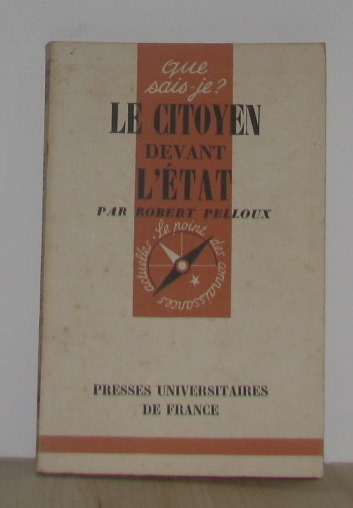 que
sais-je?
LE CITOYEN
DEVANT
L'ÉTAT
PAR ROBERT PELLOUX
Le point des connaissances actuelles
PRESSES UNIVERSITAIRES
DE FRANCE